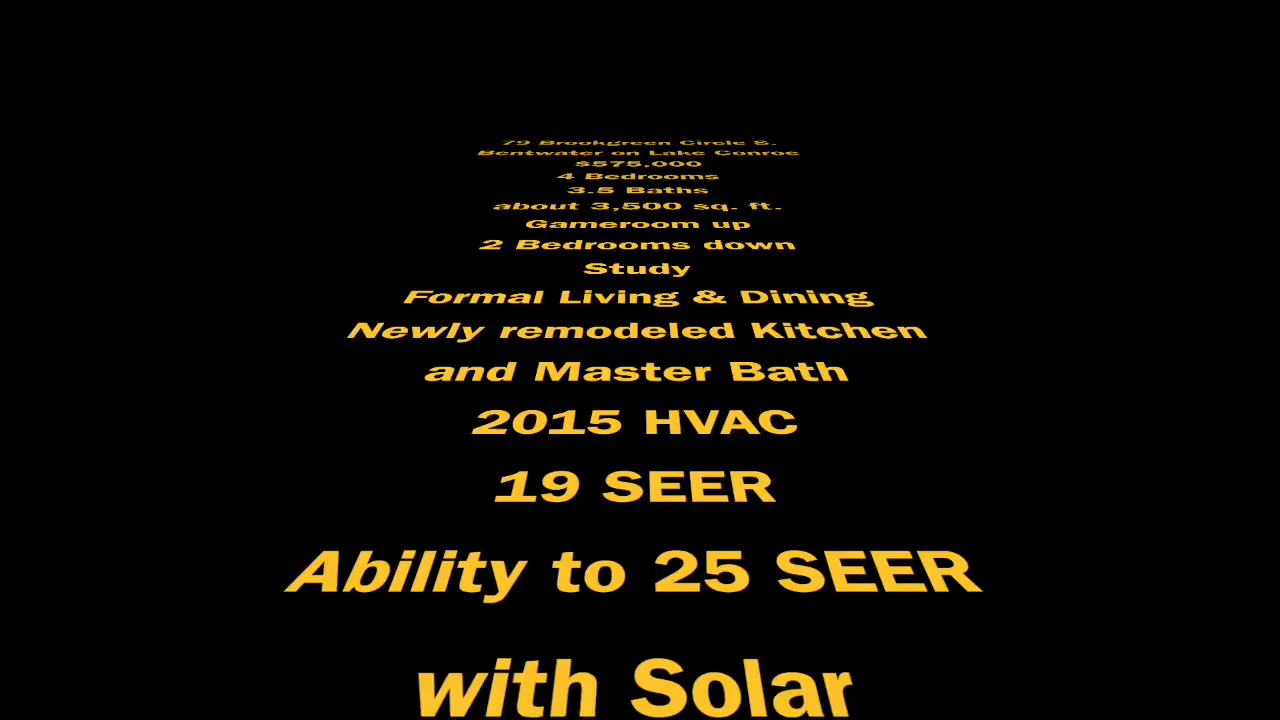 79 Brookgreen Circle S.
Bentwater on Lake Conroe
$575,000
4 Bedrooms
3.5 Baths
about 3,500 sq. ft.
Gameroom up
2 Bedrooms down
Study
Formal Living & Dining
Newly remodeled Kitchen
and Master Bath
2015 HVAC
19 SEER
Ability to 25 SEER
with Solar